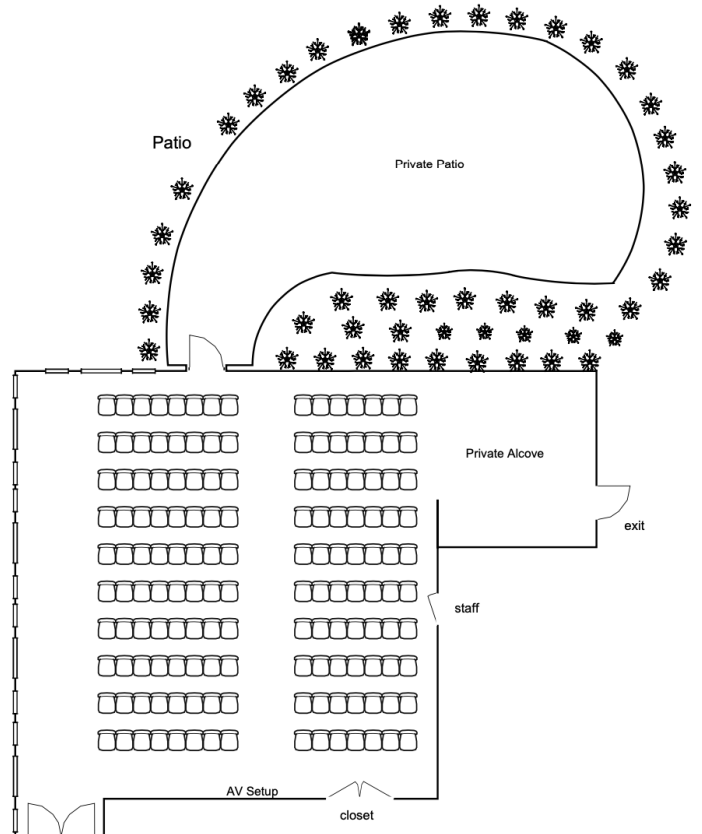 Patio
Private Patio
Private Alcove
exit
staff
AV Setup
closet